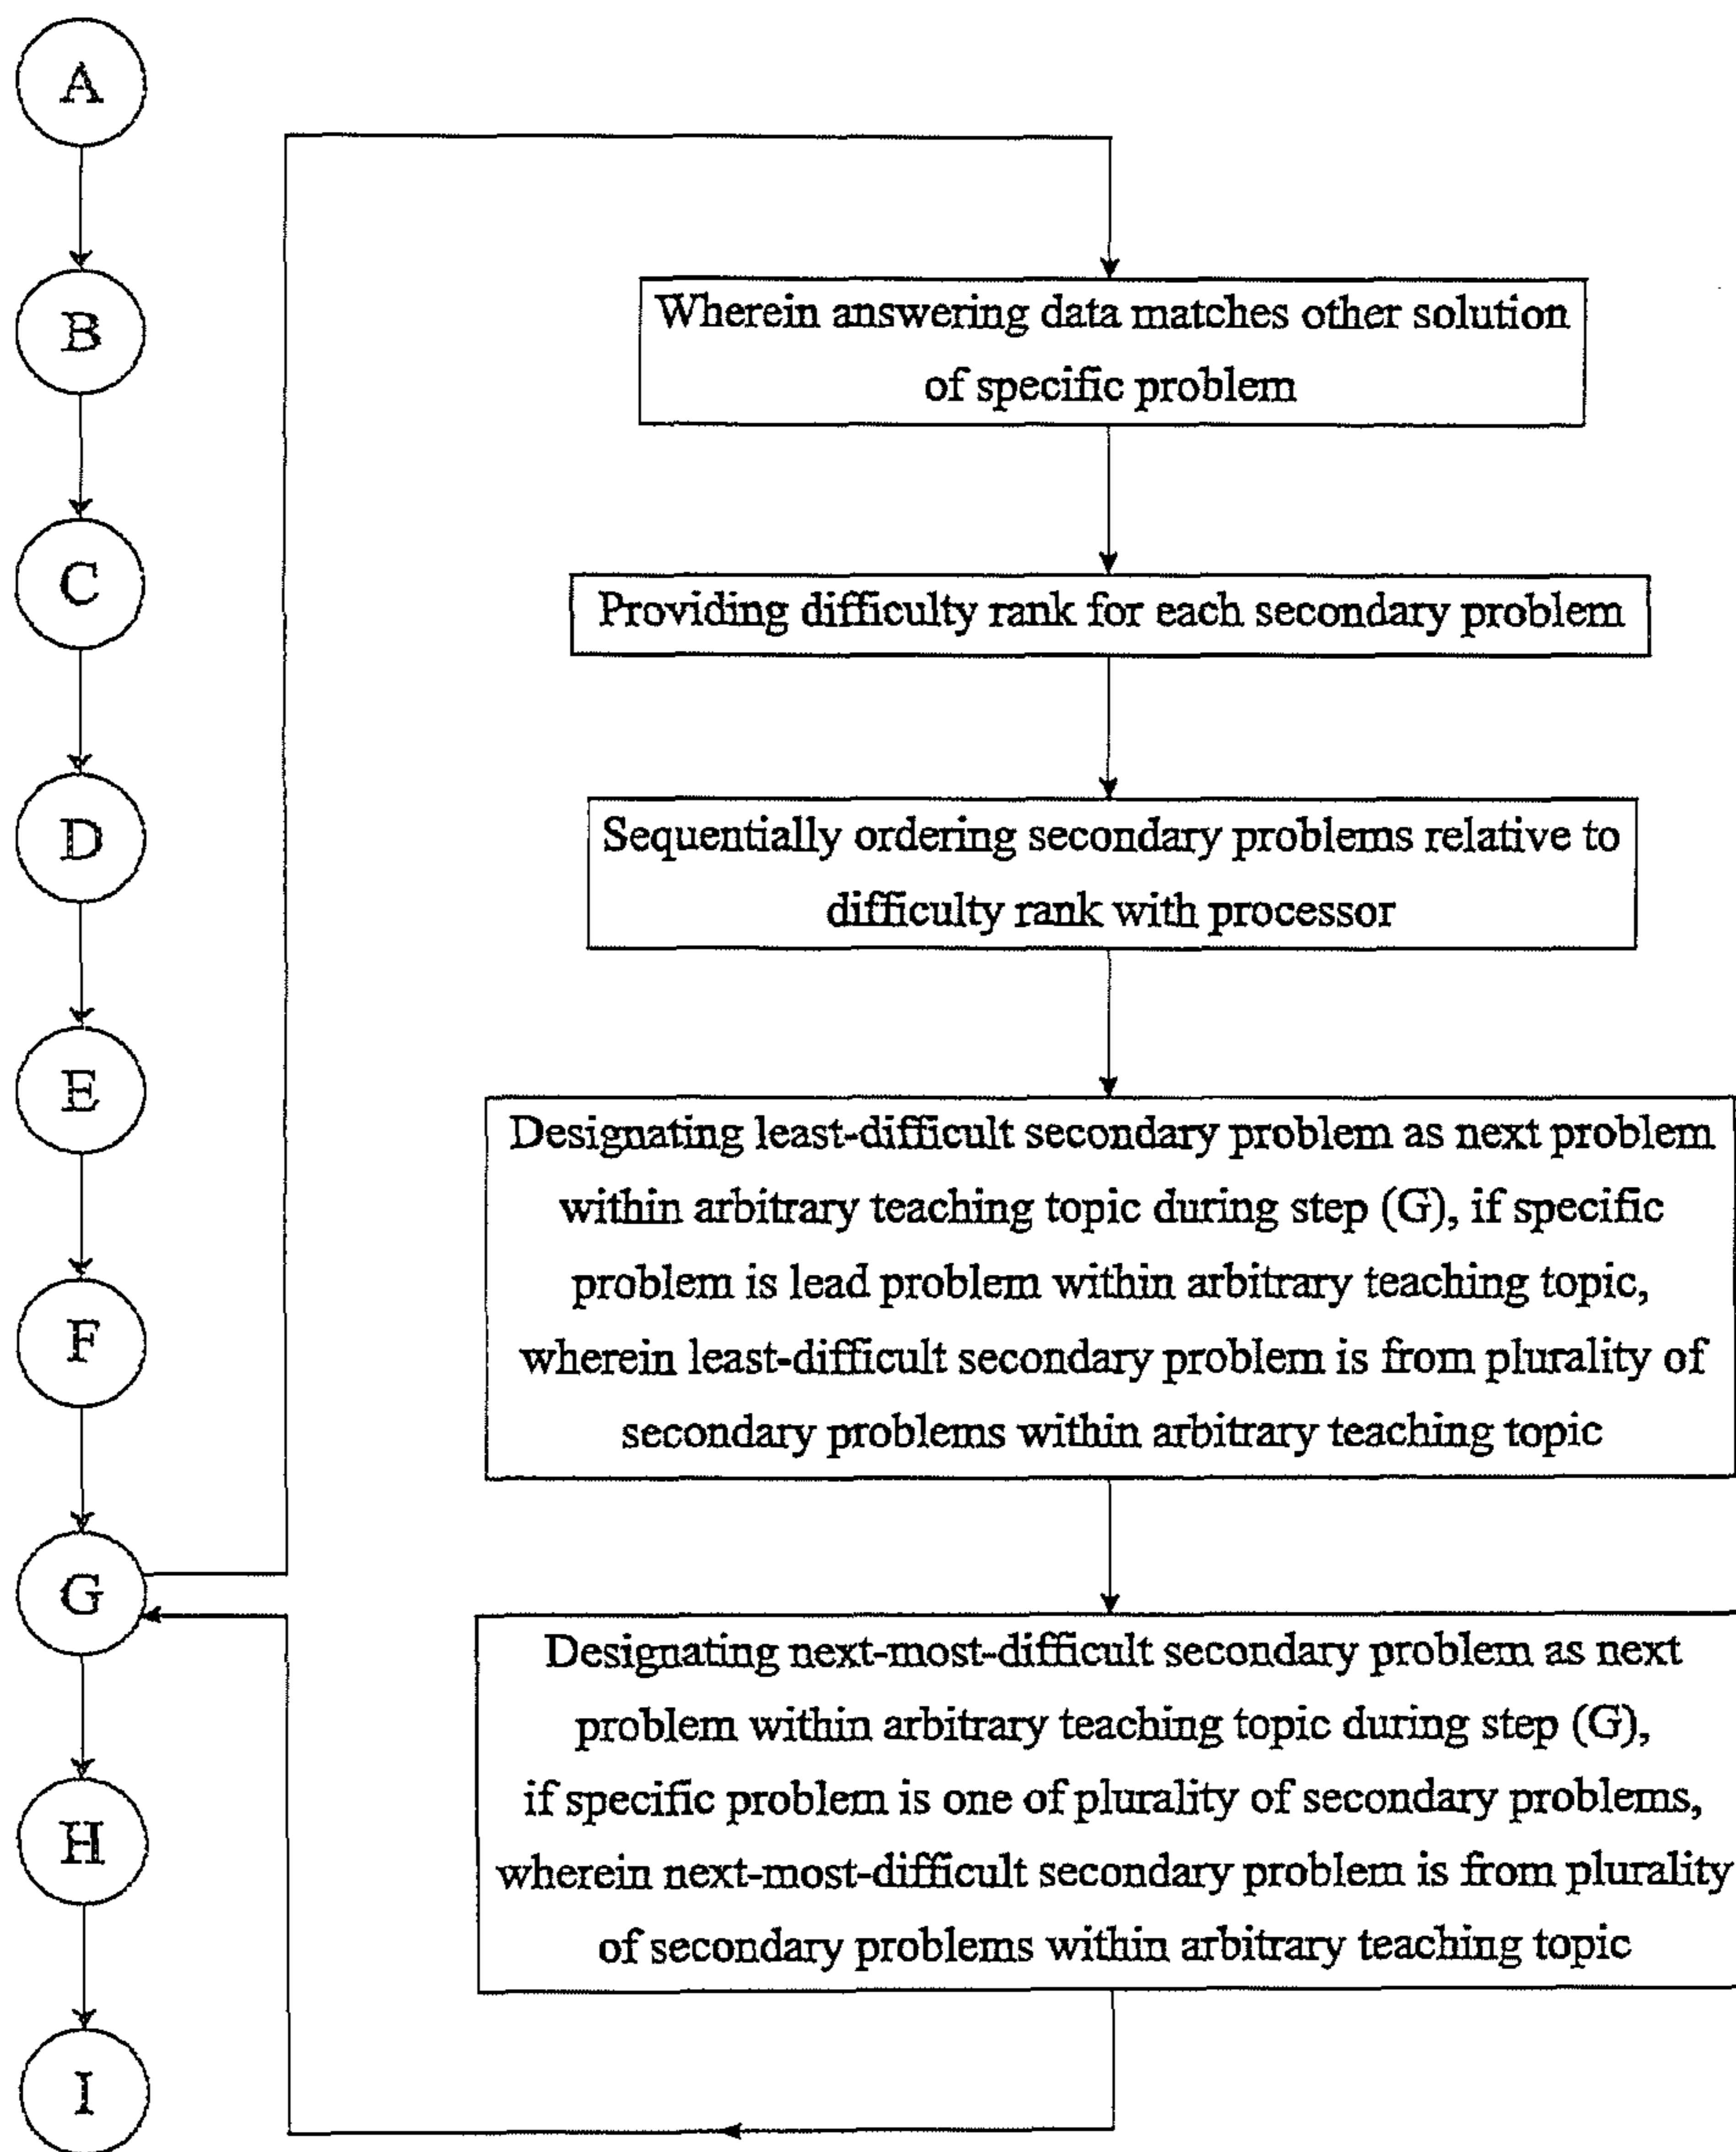 A
B
C
D
E
F
G
H
I
Wherein answering data matches other solution
of specific problem
Providing difficulty rank for each secondary problem
Sequentially ordering secondary problems relative to
difficulty rank with processor
Designating least-difficult secondary problem as next problem
within arbitrary teaching topic during step (G), if specific
problem is lead problem within arbitrary teaching topic,
wherein least-difficult secondary problem is from plurality of
secondary problems within arbitrary teaching topic
Designating next-most-difficult secondary problem as next
problem within arbitrary teaching topic during step (G),
if specific problem is one of plurality of secondary problems,
wherein next-most-difficult secondary problem is from plurality
of secondary problems within arbitrary teaching topic